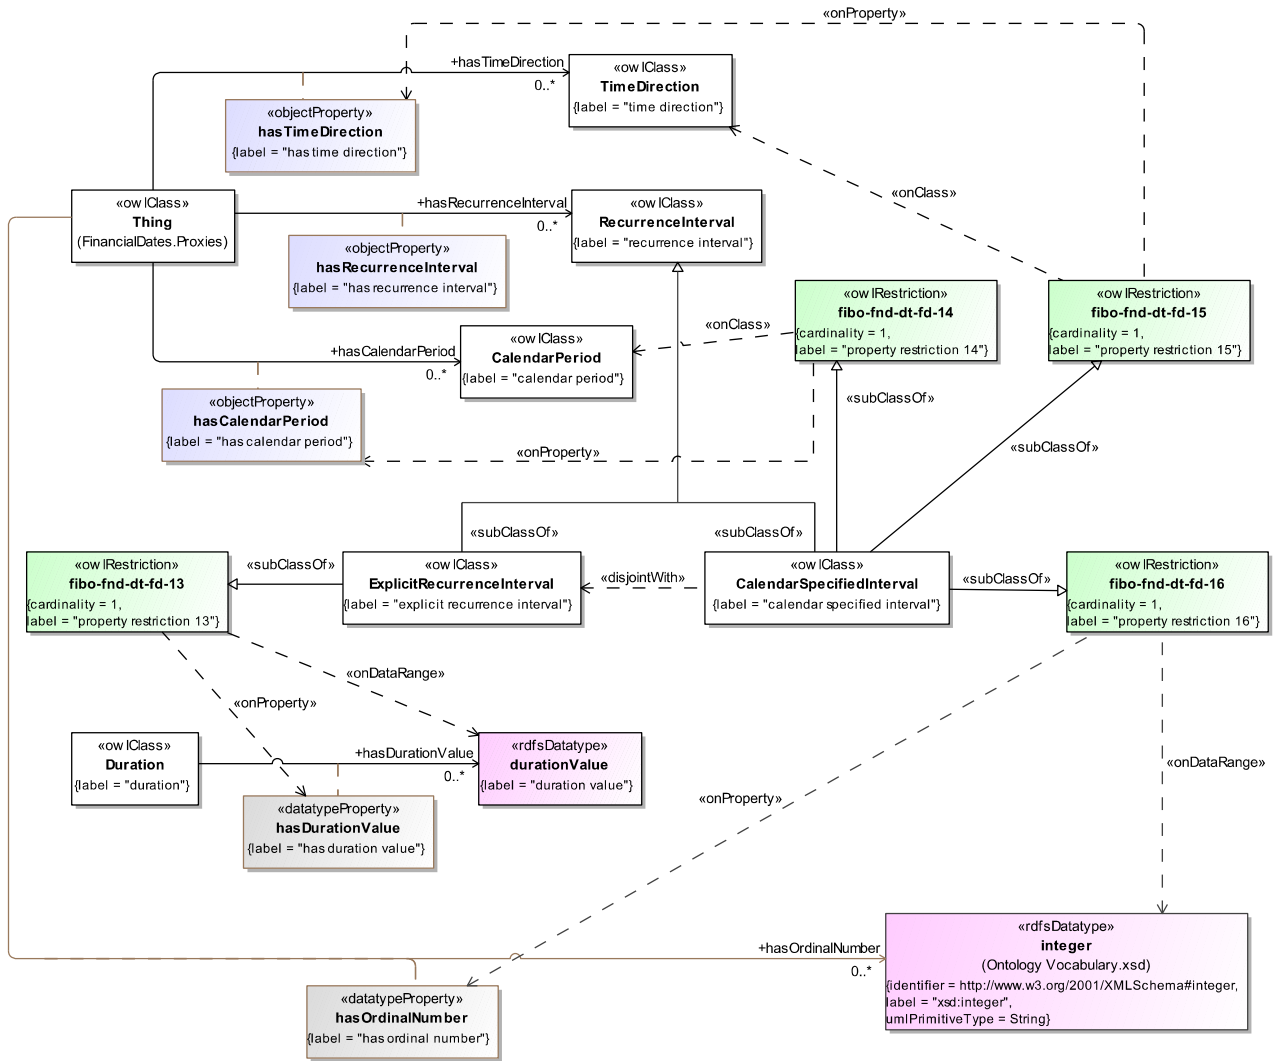 «onProperty»
+hasTimeDirection
0..*
«owlClass»
TimeDirection
{label = "time direction"}
«objectProperty»
hasTimeDirection
{label = "has time direction"}
«onClass»
«owlClass»
Thing
(FinancialDates.Proxies)
+hasRecurrenceInterval
0..*
«owlClass»
RecurrenceInterval
{label = "recurrence interval"}
«objectProperty»
hasRecurrenceInterval
{label = "has recurrence interval"}
«owlRestriction»
fibo-fnd-dt-fd-14
{cardinality = 1,
label = "property restriction 14"}
«owlRestriction»
fibo-fnd-dt-fd-15
{cardinality = 1,
label = "property restriction 15"}
«onClass»
+hasCalendarPeriod
0..*
«owlClass»
CalendarPeriod
{label = "calendar period"}
«objectProperty»
hasCalendarPeriod
{label = "has calendar period"}
«subClassOf»
«onProperty»
«subClassOf»
«subClassOf»
«subClassOf»
«owlRestriction»
fibo-fnd-dt-fd-13
{cardinality = 1,
label = "property restriction 13"}
«subClassOf»
«owlClass»
ExplicitRecurrenceInterval
{label = "explicit recurrence interval"}
«disjointWith»
«owlClass»
CalendarSpecifiedInterval
{label = "calendar specified interval"}
«subClassOf»
«owlRestriction»
fibo-fnd-dt-fd-16
{cardinality = 1,
label = "property restriction 16"}
«onDataRange»
«onProperty»
«owlClass»
Duration
{label = "duration"}
+hasDurationValue
0..*
«rdfsDatatype»
durationValue
{label = "duration value"}
«onDataRange»
«onProperty»
«datatypeProperty»
hasDurationValue
{label = "has duration value"}
+hasOrdinalNumber
0..*
«rdfsDatatype»
integer
(Ontology Vocabulary.xsd)
{identifier = http://www.w3.org/2001/XMLSchema#integer,
label = "xsd:integer",
umlPrimitiveType = String}
«datatypeProperty»
hasOrdinalNumber
{label = "has ordinal number"}